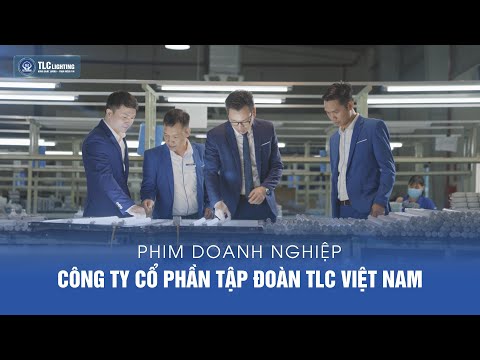 TLC LIGHTING
PHIM DOANH NGHIỆP
CÔNG TY CỔ PHẦN TẬP ĐOÀN TLC VIỆT NAM